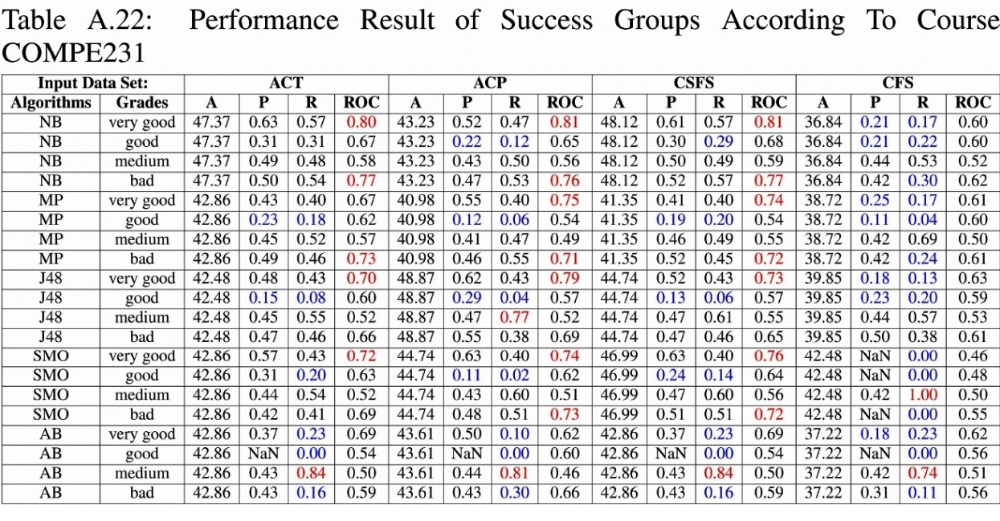 Table A.22: Performance Result of Success Groups According To Course
COMPE231
Input Data Set: ACT ACP CSFS CFS
Algorithms Grades A P R ROC A P R ROC A P R ROC A P R ROC
NB very good 47.37 0.63 0.57 0.80 43.23 0.52 0.47 0.81 48.12 0.61 0.57 0.81 36.84 0.21 0.17 0.60
NB good 47.37 0.31 0.31 0.67 43.23 0.22 0.12 0.65 48.12 0.30 0.29 0.68 36.84 0.21 0.22 0.60
NB medium 47.37 0.49 0.48 0.58 43.23 0.43 0.50 0.56 48.12 0.50 0.49 0.59 36.84 0.44 0.53 0.52
NB bad 47.37 0.50 0.54 0.77 43.23 0.47 0.53 0.76 48.12 0.52 0.57 0.77 36.84 0.42 0.30 0.62
MP very good 42.86 0.43 0.40 0.67 40.98 0.55 0.40 0.75 41.35 0.41 0.40 0.74 38.72 0.25 0.17 0.61
MP good 42.86 0.23 0.18 0.62 40.98 0.12 0.06 0.54 41.35 0.19 0.20 0.54 38.72 0.11 0.04 0.60
MP medium 42.86 0.45 0.52 0.57 40.98 0.41 0.47 0.49 41.35 0.46 0.49 0.55 38.72 0.42 0.69 0.50
MP bad 42.86 0.49 0.46 0.73 40.98 0.46 0.55 0.71 41.35 0.52 0.45 0.72 38.72 0.42 0.24 0.61
J48 very good 42.48 0.48 0.43 0.70 48.87 0.62 0.43 0.79 44.74 0.52 0.43 0.73 39.85 0.18 0.13 0.63
J48 good 42.48 0.15 0.08 0.60 48.87 0.29 0.04 0.57 44.74 0.13 0.06 0.57 39.85 0.23 0.20 0.59
J48 medium 42.48 0.45 0.55 0.52 48.87 0.47 0.77 0.52 44.74 0.47 0.61 0.55 39.85 0.44 0.57 0.53
J48 bad 42.48 0.47 0.46 0.66 48.87 0.55 0.38 0.69 44.74 0.47 0.46 0.65 39.85 0.50 0.38 0.61
SMO very good 42.86 0.57 0.43 0.72 44.74 0.63 0.40 0.74 46.99 0.63 0.40 0.76 42.48 NaN 0.00 0.46
SMO good 42.86 0.31 0.20 0.63 44.74 0.11 0.02 0.62 46.99 0.24 0.14 0.64 42.48 NaN 0.00 0.48
SMO medium 42.86 0.44 0.54 0.52 44.74 0.43 0.60 0.51 46.99 0.47 0.60 0.56 42.48 0.42 1.00 0.50
SMO bad 42.86 0.42 0.41 0.69 44.74 0.48 0.51 0.73 46.99 0.51 0.51 0.72 42.48 NaN 0.00 0.55
AB very good 42.86 0.37 0.23 0.69 43.61 0.50 0.10 0.62 42.86 0.37 0.23 0.69 37.22 0.18 0.23 0.62
AB good 42.86 NaN 0.00 0.54 43.61 NaN 0.00 0.60 42.86 NaN 0.00 0.54 37.22 NaN 0.00 0.56
AB medium 42.86 0.43 0.84 0.50 43.61 0.44 0.81 0.46 42.86 0.43 0.84 0.50 37.22 0.42 0.74 0.51
AB bad 42.86 0.43 0.16 0.59 43.61 0.43 0.30 0.66 42.86 0.43 0.16 0.59 37.22 0.31 0.11 0.56